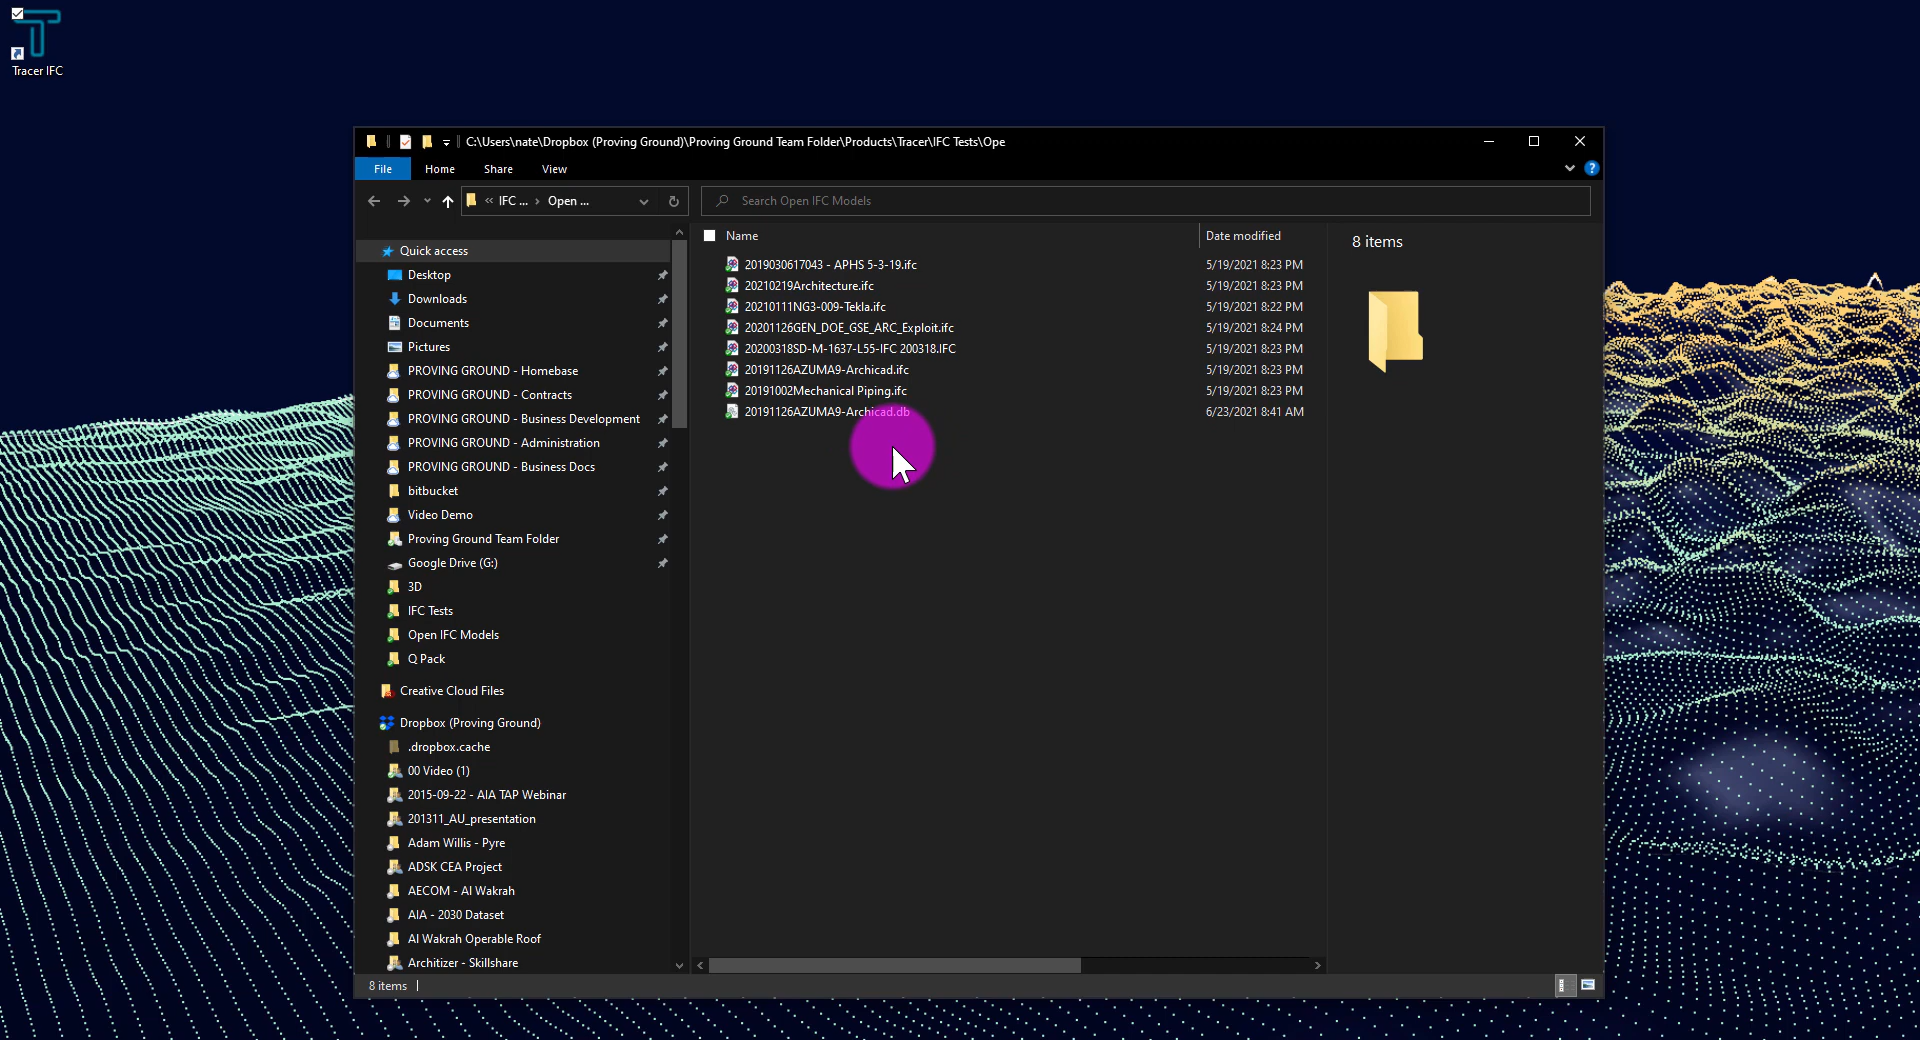 Tracer IFC
C:\Users\nate\Dropbox (Proving Ground)\Proving Ground Team Folder\Products\Tracer\IFC Tests\Ope
File Home Share View
?
« IFC ... › Open ...
Search Open IFC Models
Name Date modified
2019030617043 - APHS 5-3-19.ifc 5/19/2021 8:23 PM
20210219Architecture.ifc 5/19/2021 8:23 PM
20210111NG3-009-Tekla.ifc 5/19/2021 8:22 PM
20201126GEN_DOE_GSE_ARC_Exploit.ifc 5/19/2021 8:24 PM
20200318SD-M-1637-L55-IFC 200318.IFC 5/19/2021 8:23 PM
20191126AZUMA9-Archicad.ifc 5/19/2021 8:23 PM
20191002Mechanical Piping.ifc 5/19/2021 8:23 PM
20191126AZUMA9-Archicad.db 6/23/2021 8:41 AM
8 items
Quick access
Desktop
Downloads
Documents
Pictures
PROVING GROUND - Homebase
PROVING GROUND - Contracts
PROVING GROUND - Business Development
PROVING GROUND - Administration
PROVING GROUND - Business Docs
bitbucket
Video Demo
Proving Ground Team Folder
Google Drive (G:)
3D
IFC Tests
Open IFC Models
Q Pack
Creative Cloud Files
Dropbox (Proving Ground)
.dropbox.cache
00 Video (1)
2015-09-22 - AIA TAP Webinar
201311_AU_presentation
Adam Willis - Pyre
ADSK CEA Project
AECOM - Al Wakrah
AIA - 2030 Dataset
Al Wakrah Operable Roof
Architizer - Skillshare
8 items